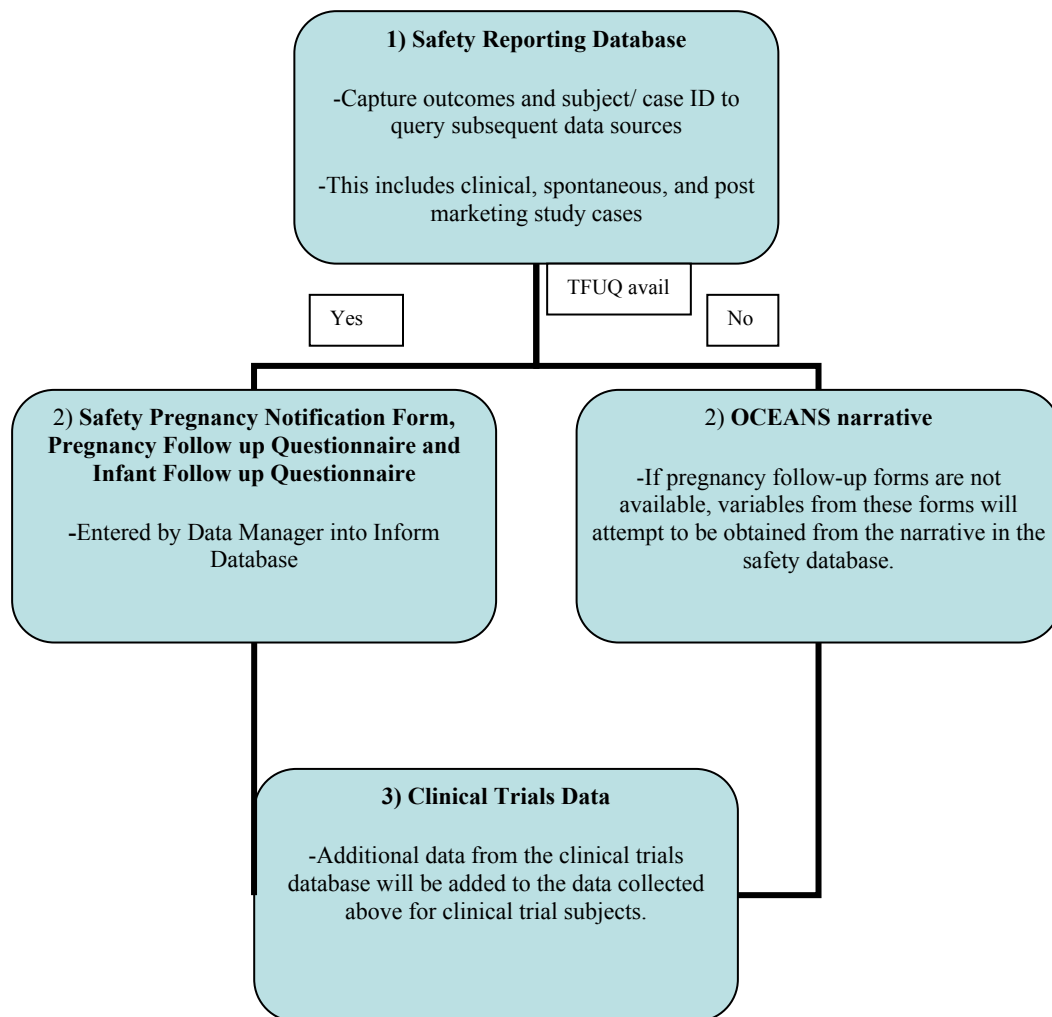 1) Safety Reporting Database
-Capture outcomes and subject/ case ID to
query subsequent data sources
-This includes clinical, spontaneous, and post
marketing study cases
TFUQ avail
Yes
No
2) Safety Pregnancy Notification Form,
Pregnancy Follow up Questionnaire and
Infant Follow up Questionnaire
-Entered by Data Manager into Inform
Database
2) OCEANS narrative
-If pregnancy follow-up forms are not
available, variables from these forms will
attempt to be obtained from the narrative in the
safety database.
3) Clinical Trials Data
-Additional data from the clinical trials
database will be added to the data collected
above for clinical trial subjects.